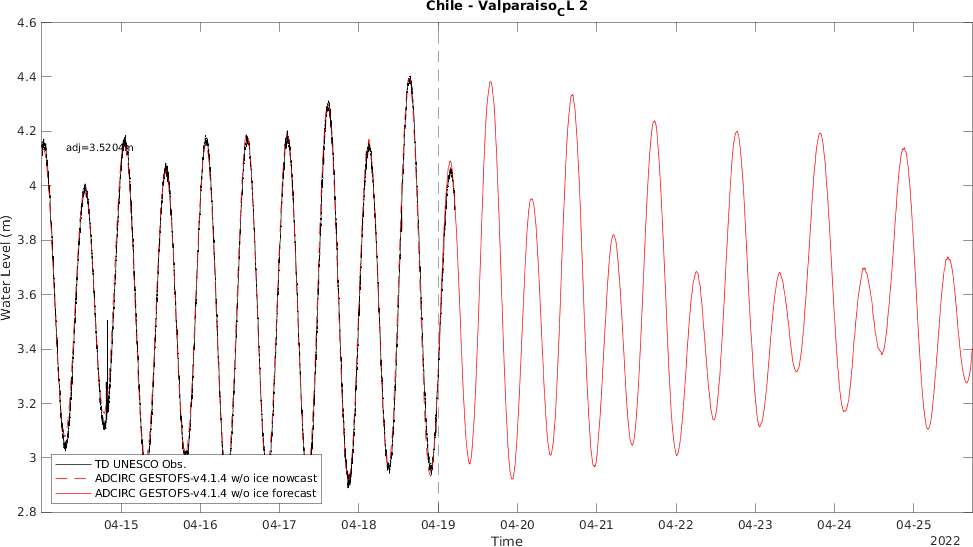 Chile - Valparaiso_CL 2
4.6
4.4
4.2
4
3.8
3.6
3.4
3.2
3
2.8
Water Level (m)
adj=3.5204m
TD UNESCO Obs.
ADCIRC GESTOFS-v4.1.4 w/o ice nowcast
ADCIRC GESTOFS-v4.1.4 w/o ice forecast
04-15 04-16 04-17 04-18 04-19 04-20 04-21 04-22 04-23 04-24 04-25
Time
2022